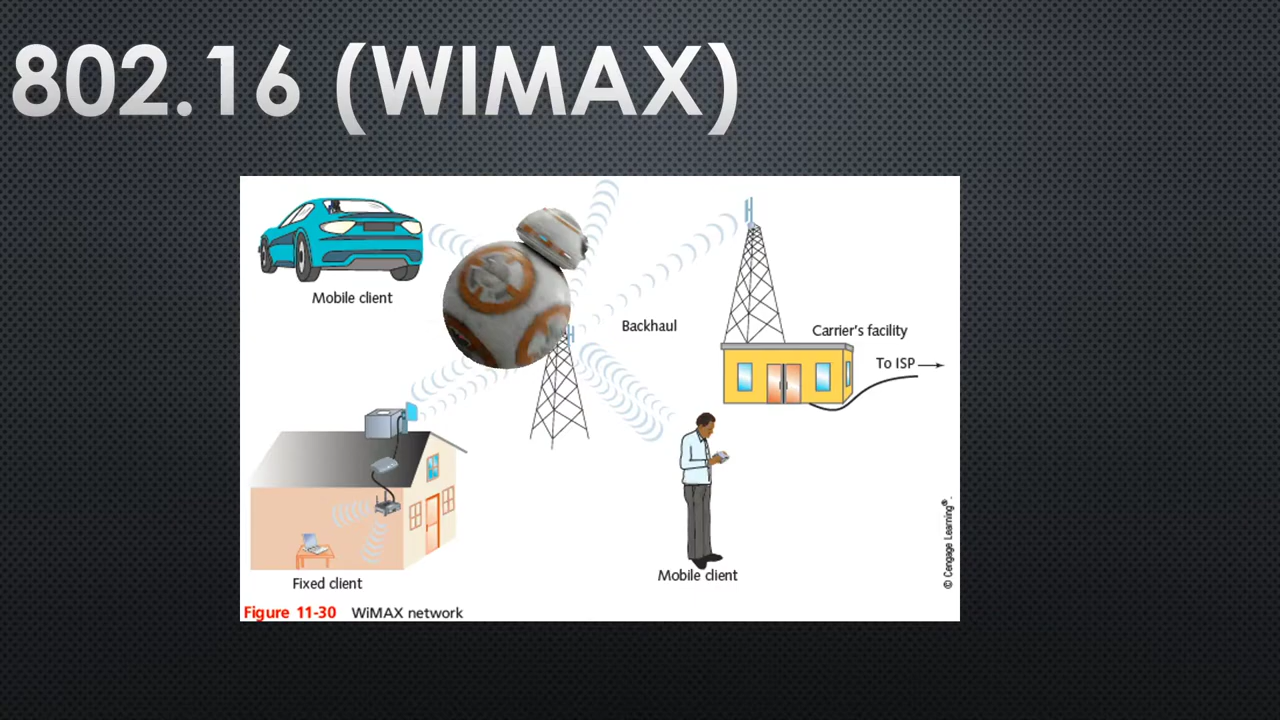 802.16 (WIMAX)
Mobile client
Backhaul
Carrier's facility
To ISP
Mobile client
Fixed client
© Cengage Learning®.
Figure 11-30 WiMAX network